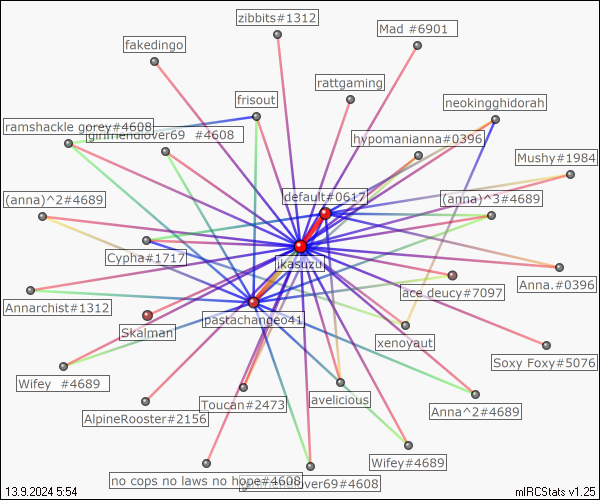 zibbits#1312
Mad #6901
fakedingo
rattgaming
frisout
neokingghidorah
ramshackle gorey#4608
girlfriendlover69 #4608
hypomanianna#0396
Mushy#1984
default#0617
(anna)^2#4689
(anna)^3#4689
Cypha#1717
ikasuzu
Anna.#0396
ace deucy#7097
Annarchist#1312
Skalman
pastachangeo41
xenoyaut
Soxy Foxy#5076
Wifey #4689
Toucan#2473
avelicious
AlpineRooster#2156
Anna^2#4689
Wifey#4689
no cops no laws no hope#4608
girlfriendlover69#4608
13.9.2024 5:54
mIRCStats v1.25